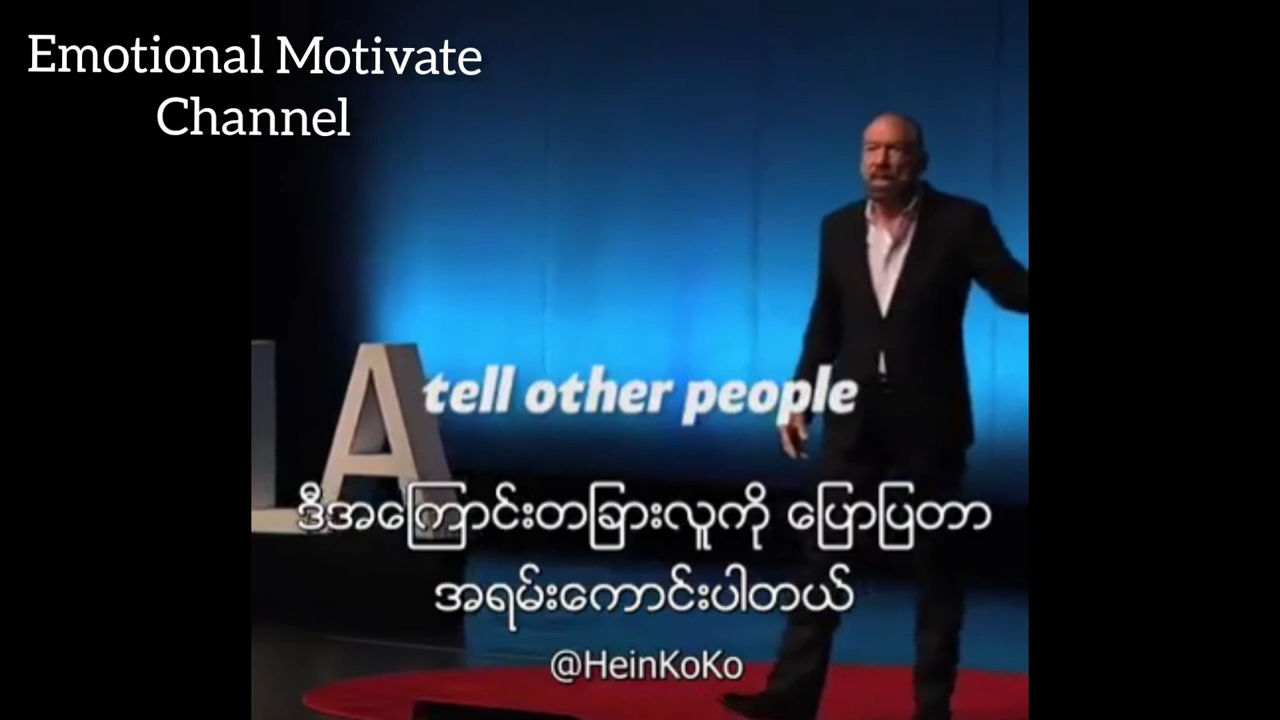 Emotional Motivate
Channel
A
tell other people
ဒီအကြောင်းတခြားလူကို ပြောပြတာ
အရမ်းကောင်းပါတယ်
@HeinKoKo